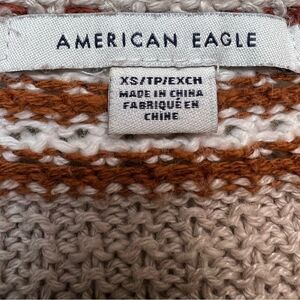 AMERICAN EAGLE
XS/TP/EXCH
MADE IN CHINA
FABRIQUÉ EN
CHINE